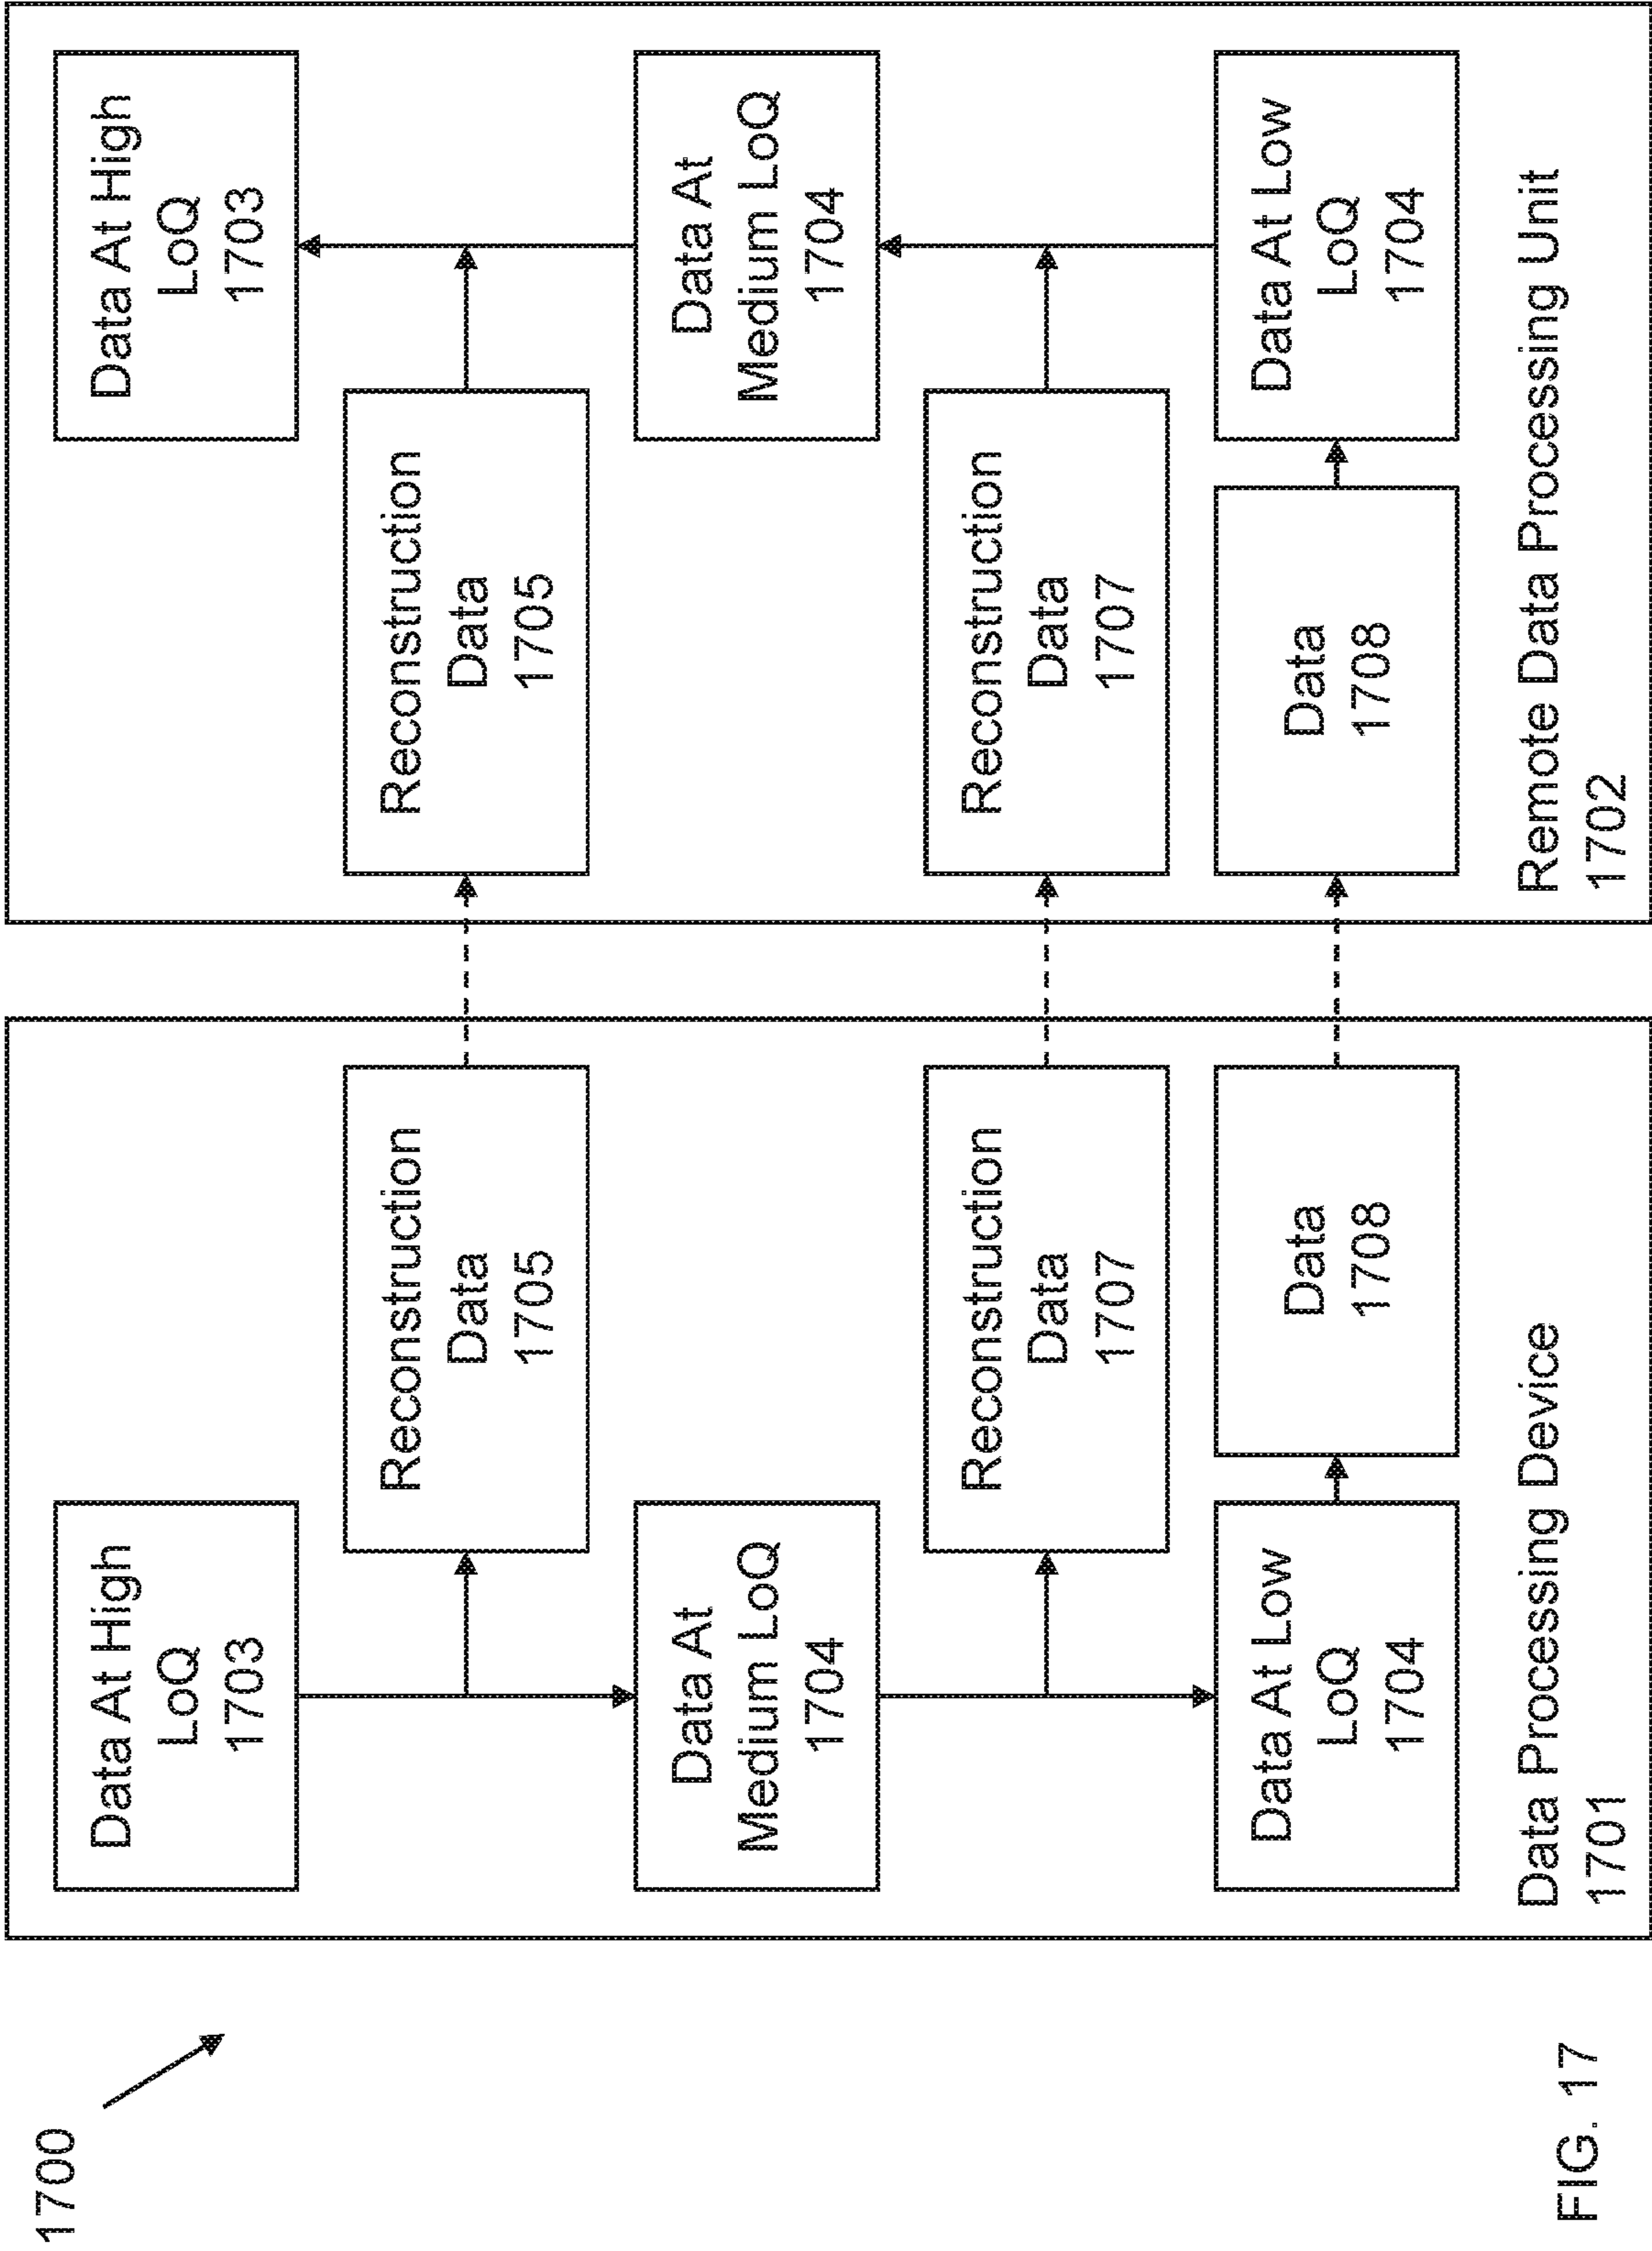 1700
Data At High
LoQ
1703
Reconstruction
Data
1705
Data At
Medium LoQ
1704
Reconstruction
Data
1707
Data At Low
LoQ
1704
Data
1708
Data Processing Device
1701
Data At High
LoQ
1703
Reconstruction
Data
1705
Data At
Medium LoQ
1704
Reconstruction
Data
1707
Data
1708
Data At Low
LoQ
1704
Remote Data Processing Unit
1702
FIG. 17